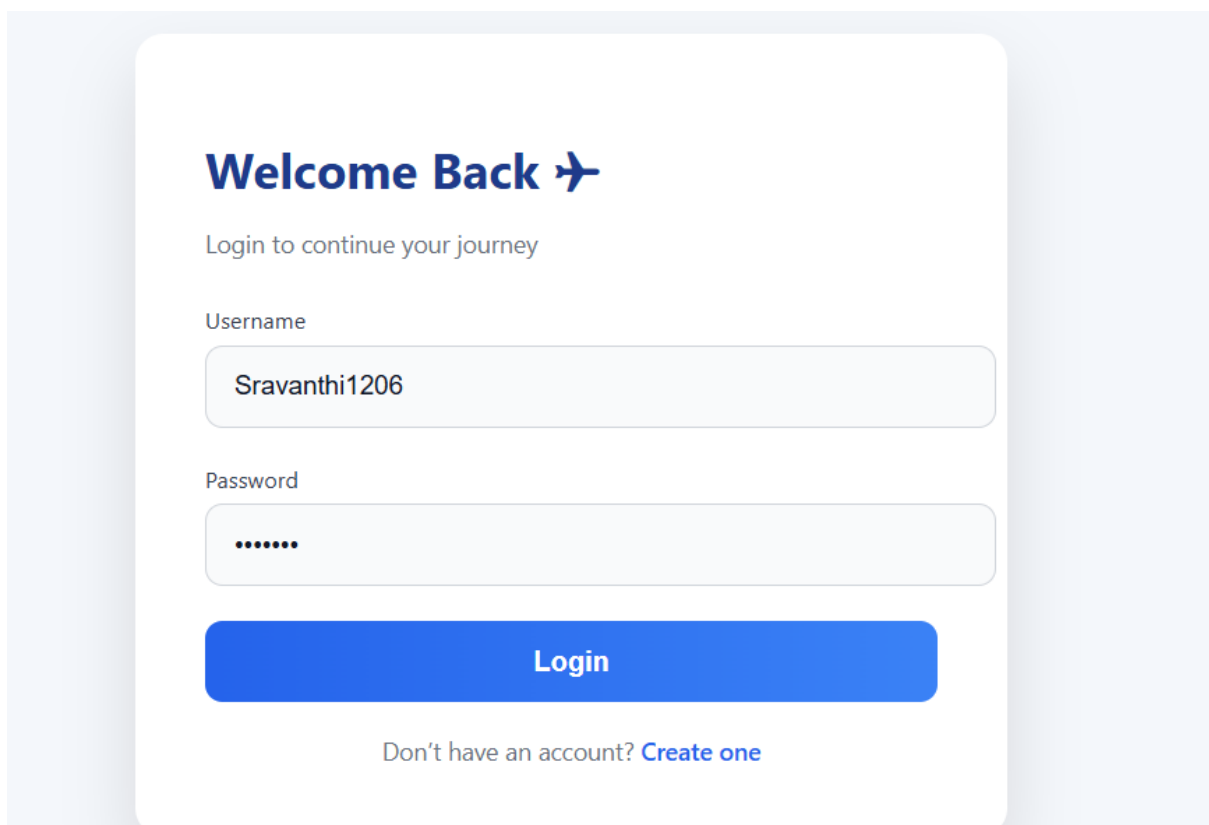 Welcome Back ✈
Login to continue your journey
Username
Sravanthi1206
Password
•••••••
Login
Don’t have an account? Create one